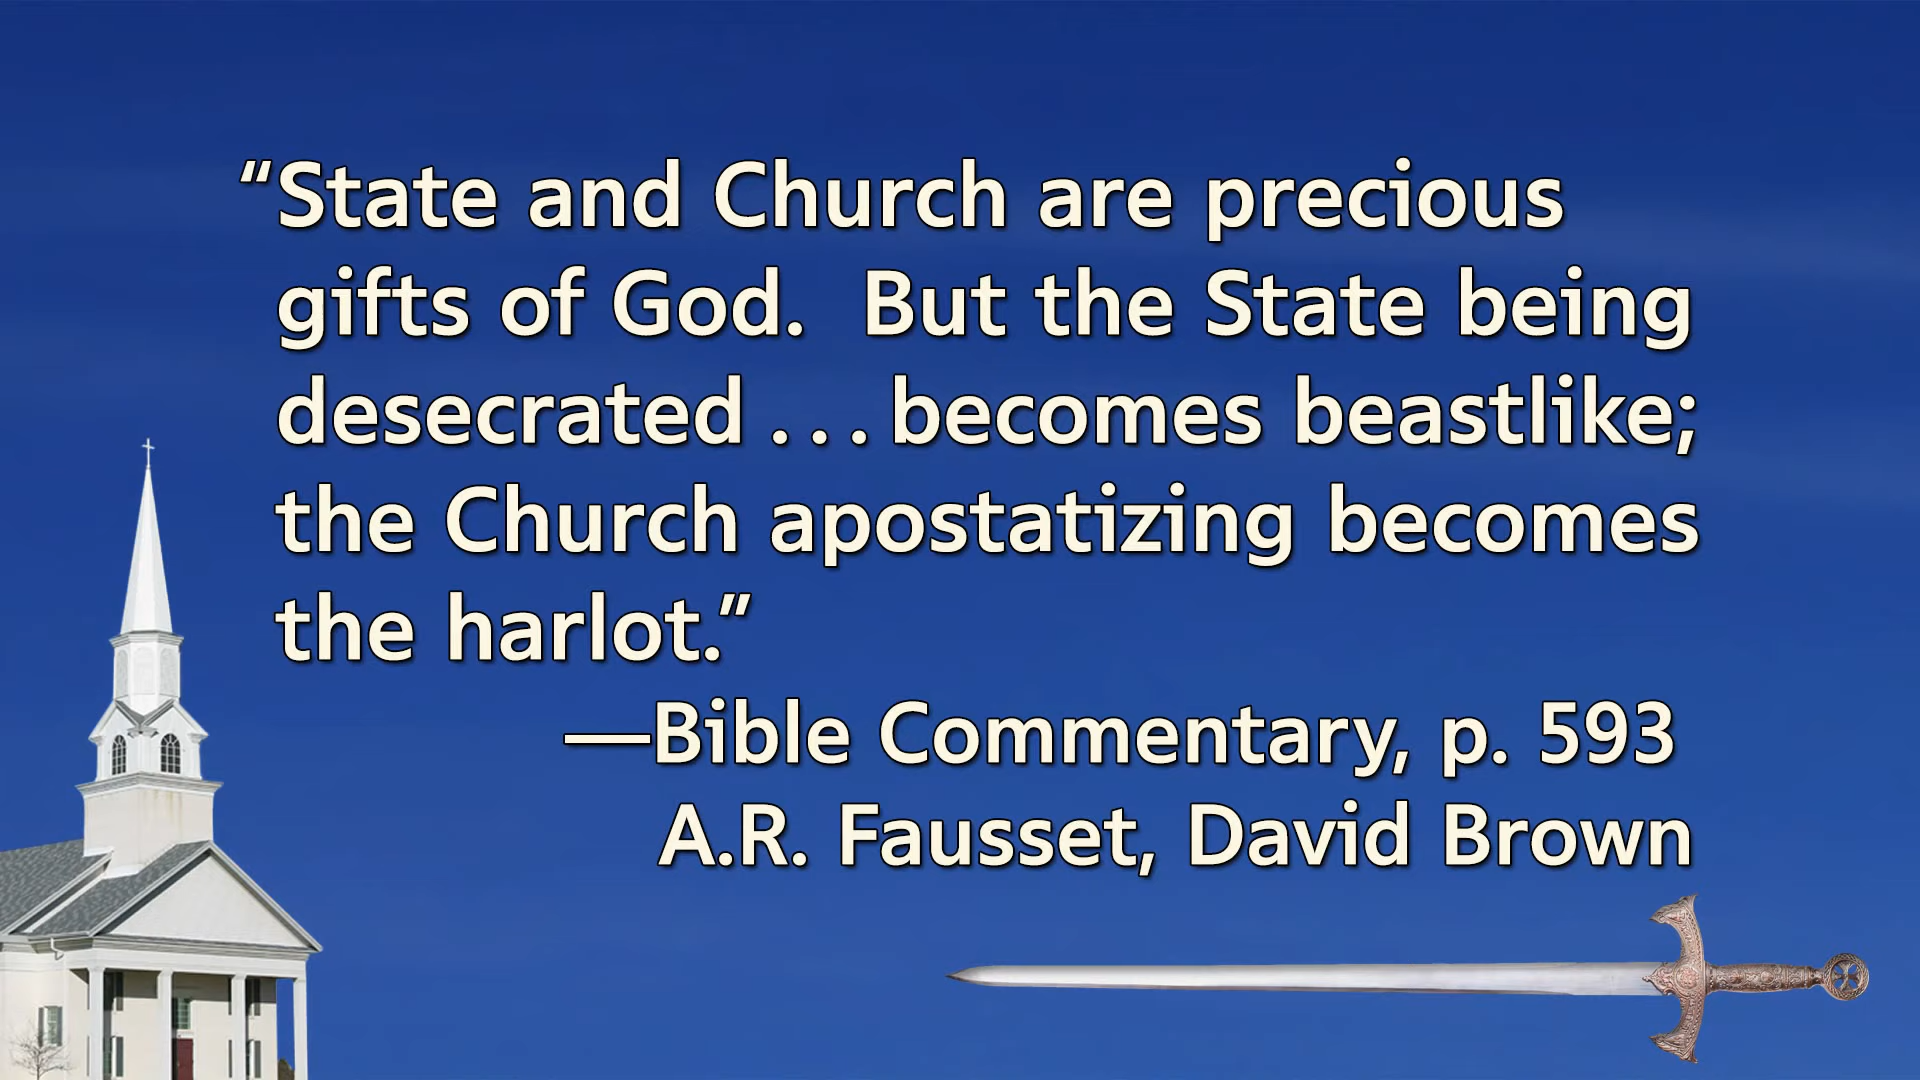 “State and Church are precious
gifts of God.  But the State being
desecrated . . . becomes beastlike;
the Church apostatizing becomes
the harlot.”
—Bible Commentary, p. 593
A.R. Fausset, David Brown